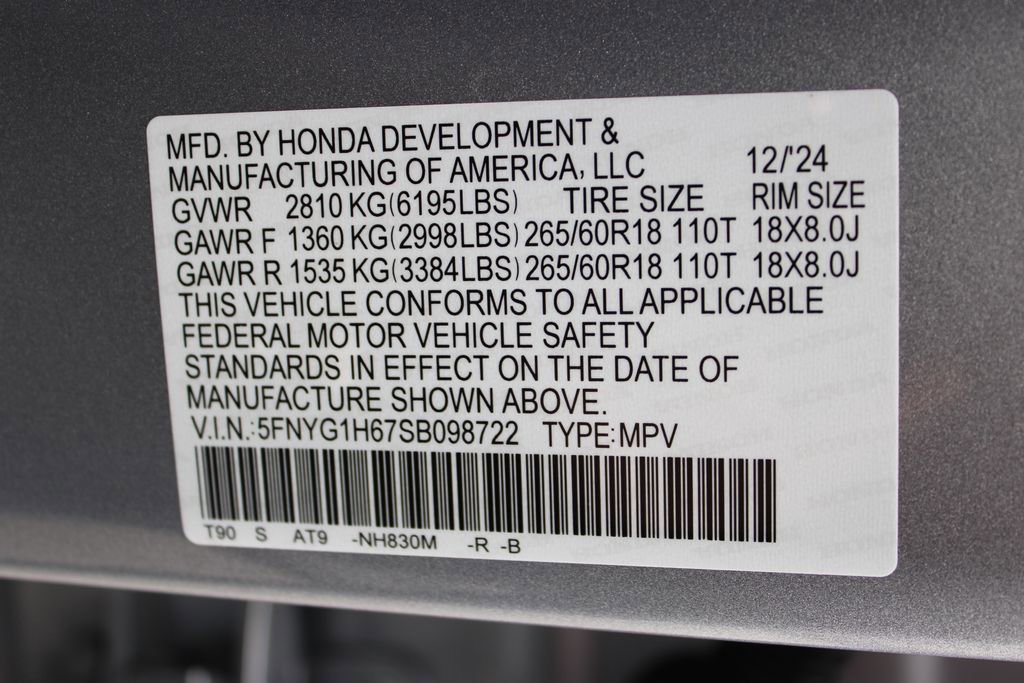 MFD. BY HONDA DEVELOPMENT &
MANUFACTURING OF AMERICA, LLC 12/'24
GVWR 2810 KG(6195LBS) TIRE SIZE RIM SIZE
GAWR F 1360 KG(2998LBS) 265/60R18 110T 18X8.0J
GAWR R 1535 KG(3384LBS) 265/60R18 110T 18X8.0J
THIS VEHICLE CONFORMS TO ALL APPLICABLE
FEDERAL MOTOR VEHICLE SAFETY
STANDARDS IN EFFECT ON THE DATE OF
MANUFACTURE SHOWN ABOVE.
V.I.N.:5FNYG1H67SB098722 TYPE:MPV
T90 S AT9 -NH830M -R -B